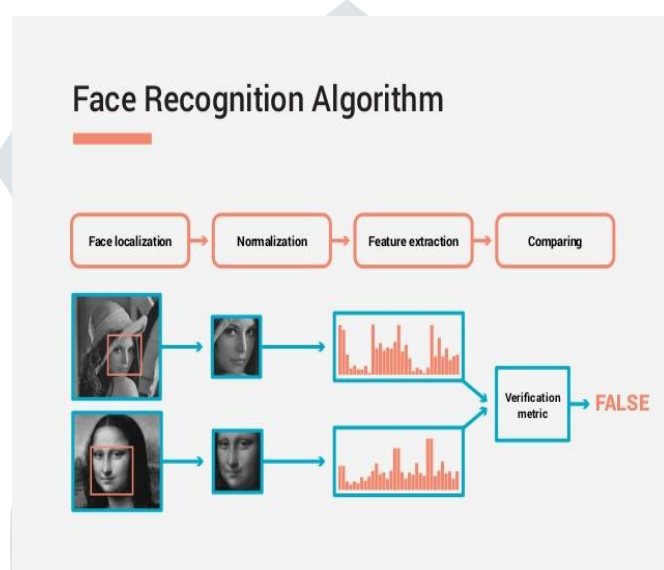 Face Recognition Algorithm
Face localization
Normalization
Feature extraction
Comparing
Verification
metric
FALSE